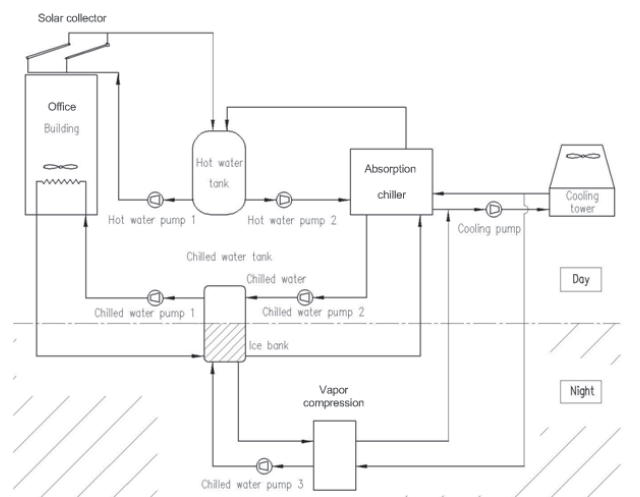 Solar collector
Office
Building
Hot water
tank
Absorption
chiller
Cooling
tower
Hot water pump 1
Hot water pump 2
Cooling pump
Chilled water tank
Chilled water
Day
Chilled water pump 1
Chilled water pump 2
Ice bank
Vapor
compression
Night
Chilled water pump 3